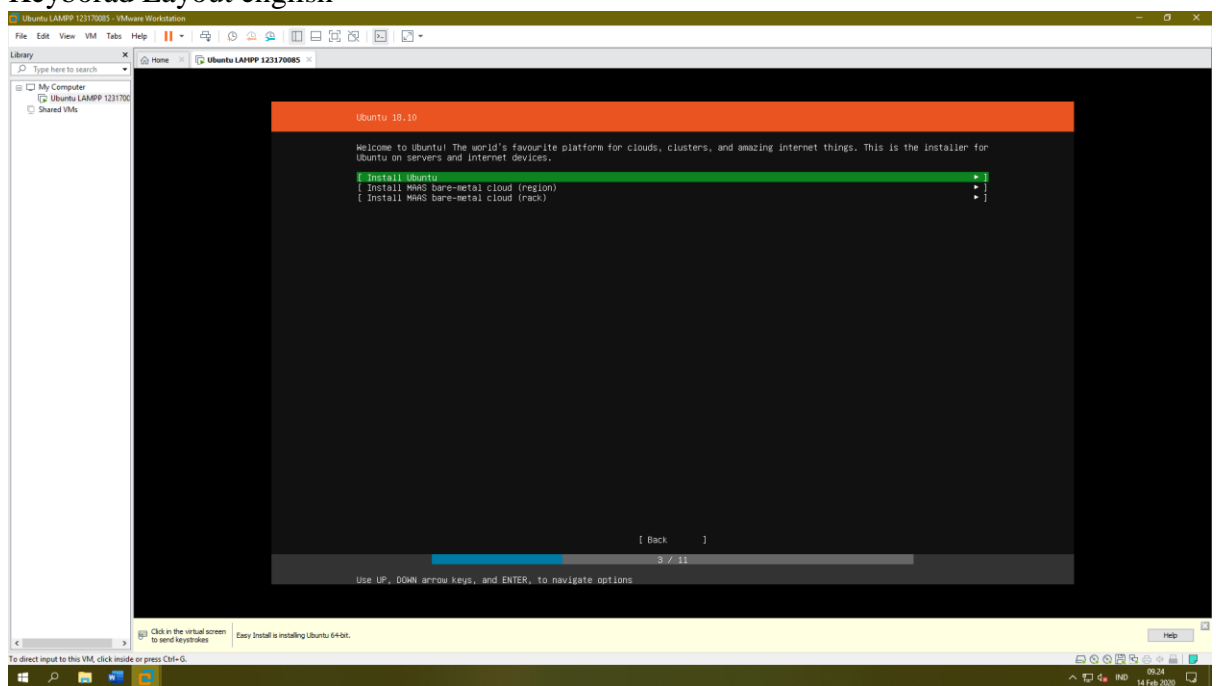 Keyborad Layout english
Ubuntu LAMPP 123170085 - VMware Workstation
File Edit View VM Tabs Help
Library
Home
Ubuntu LAMPP 123170085
Type here to search
My Computer
Ubuntu LAMPP 1231700
Shared VMs
Ubuntu 18.10
Welcome to Ubuntu! The world's favourite platform for clouds, clusters, and amazing internet things. This is the installer for
Ubuntu on servers and internet devices.
[ Install Ubuntu ► ]
[ Install MAAS bare-metal cloud (region) ► ]
[ Install MAAS bare-metal cloud (rack) ► ]
[ Back ]
3 / 11
Use UP, DOWN arrow keys, and ENTER, to navigate options
Click in the virtual screen
to send keystrokes
Easy Install is installing Ubuntu 64-bit.
Help
To direct input to this VM, click inside or press Ctrl+G.
IND
09.24
14 Feb 2020